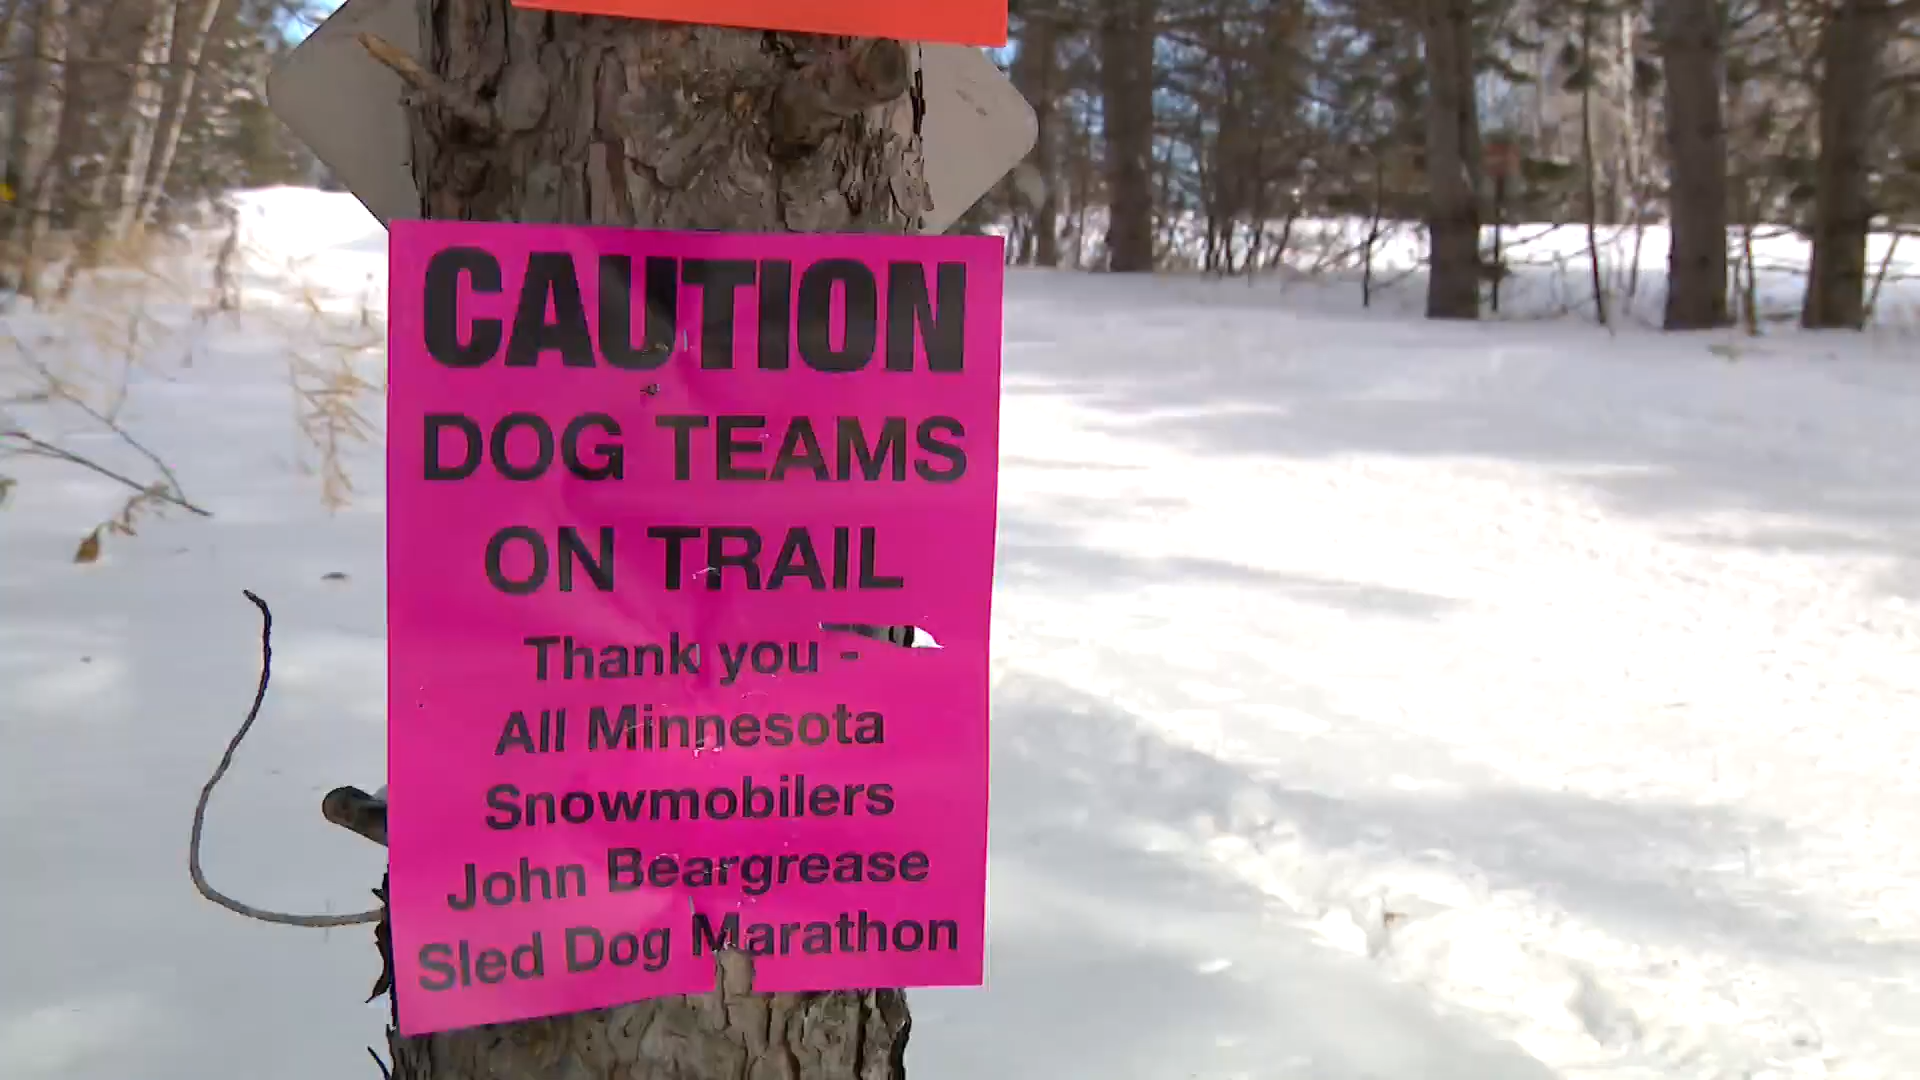 CAUTION
DOG TEAMS
ON TRAIL
Thank you -
All Minnesota
Snowmobilers
John Beargrease
Sled Dog Marathon